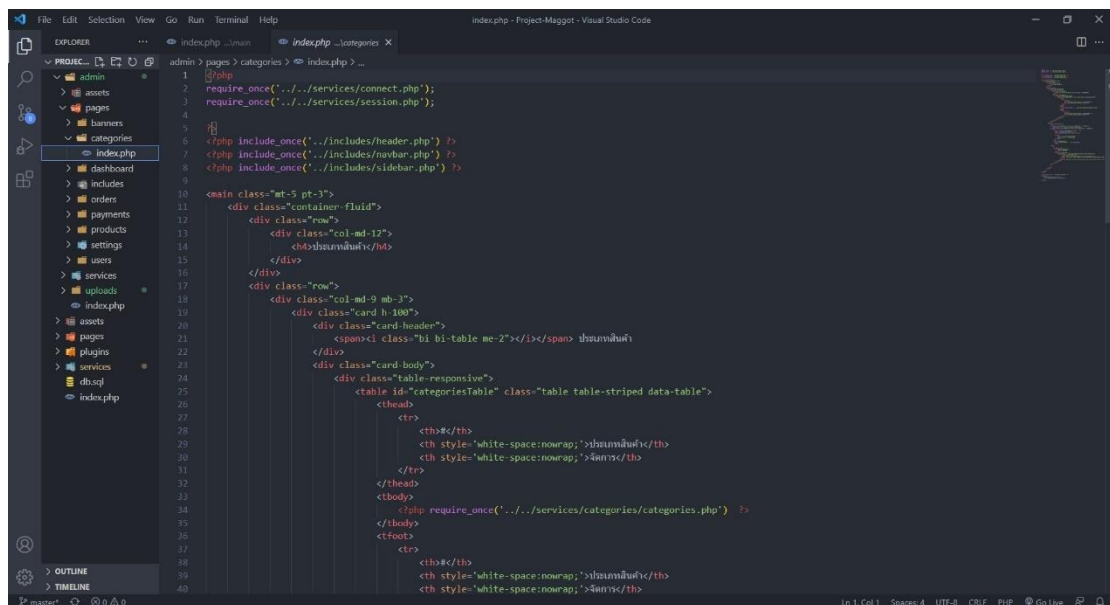 File Edit Selection View Go Run Terminal Help
index.php - Project-Maggot - Visual Studio Code
EXPLORER
index.php ...\main
index.php ...\categories
PROJEC...
admin
assets
pages
banners
categories
index.php
dashboard
includes
orders
payments
products
settings
users
services
uploads
index.php
assets
pages
plugins
services
db.sql
index.php
OUTLINE
TIMELINE
admin > pages > categories > index.php > ...
1 <?php
2 require_once('../../services/connect.php');
3 require_once('../../services/session.php');
4
5 ?>
6 <?php include_once('../includes/header.php') ?>
7 <?php include_once('../includes/navbar.php') ?>
8 <?php include_once('../includes/sidebar.php') ?>
9
10 <main class="mt-5 pt-3">
11 <div class="container-fluid">
12 <div class="row">
13 <div class="col-md-12">
14 <h4>ประเภทสินค้า</h4>
15 </div>
16 </div>
17 <div class="row">
18 <div class="col-md-9 mb-3">
19 <div class="card h-100">
20 <div class="card-header">
21 <span><i class="bi bi-table me-2"></i></span> ประเภทสินค้า
22 </div>
23 <div class="card-body">
24 <div class="table-responsive">
25 <table id="categoriesTable" class="table table-striped data-table">
26 <thead>
27 <tr>
28 <th>#</th>
29 <th style='white-space:nowrap;'>ประเภทสินค้า</th>
30 <th style='white-space:nowrap;'>จัดการ</th>
31 </tr>
32 </thead>
33 <tbody>
34 <?php require_once('../../services/categories/categories.php') ?>
35 </tbody>
36 <tfoot>
37 <tr>
38 <th>#</th>
39 <th style='white-space:nowrap;'>ประเภทสินค้า</th>
40 <th style='white-space:nowrap;'>จัดการ</th>
master* 0 0 Ln 1, Col 1 Spaces: 4 UTF-8 CRLF PHP Go Live